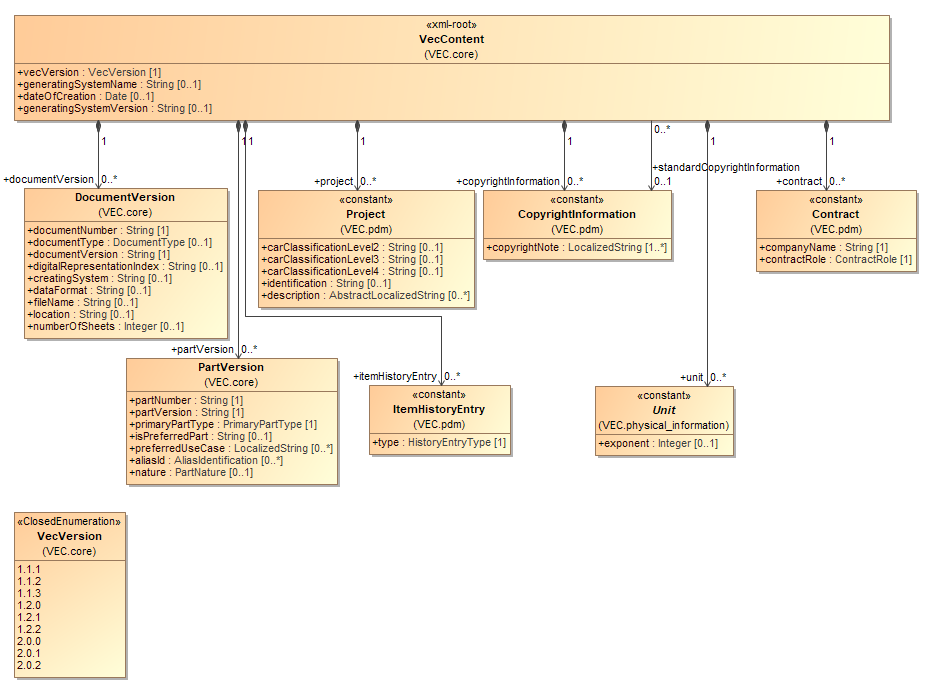 «xml-root»
VecContent
(VEC.core)
+vecVersion : VecVersion [1]
+generatingSystemName : String [0..1]
+dateOfCreation : Date [0..1]
+generatingSystemVersion : String [0..1]
0..*
1
1
1
1
1
1
1
+standardCopyrightInformation
+documentVersion
0..*
+project
0..*
+copyrightInformation
0..*
0..1
+contract
0..*
DocumentVersion
(VEC.core)
+documentNumber : String [1]
+documentType : DocumentType [0..1]
+documentVersion : String [1]
+digitalRepresentationIndex : String [0..1]
+creatingSystem : String [0..1]
+dataFormat : String [0..1]
+fileName : String [0..1]
+location : String [0..1]
+numberOfSheets : Integer [0..1]
«constant»
Project
(VEC.pdm)
+carClassificationLevel2 : String [0..1]
+carClassificationLevel3 : String [0..1]
+carClassificationLevel4 : String [0..1]
+identification : String [0..1]
+description : AbstractLocalizedString [0..*]
«constant»
CopyrightInformation
(VEC.pdm)
+copyrightNote : LocalizedString [1..*]
«constant»
Contract
(VEC.pdm)
+companyName : String [1]
+contractRole : ContractRole [1]
+partVersion
0..*
+itemHistoryEntry
0..*
+unit
0..*
PartVersion
(VEC.core)
+partNumber : String [1]
+partVersion : String [1]
+primaryPartType : PrimaryPartType [1]
+isPreferredPart : String [0..1]
+preferredUseCase : LocalizedString [0..*]
+aliasId : AliasIdentification [0..*]
+nature : PartNature [0..1]
«constant»
ItemHistoryEntry
(VEC.pdm)
+type : HistoryEntryType [1]
«constant»
Unit
(VEC.physical_information)
+exponent : Integer [0..1]
«ClosedEnumeration»
VecVersion
(VEC.core)
1.1.1
1.1.2
1.1.3
1.2.0
1.2.1
1.2.2
2.0.0
2.0.1
2.0.2